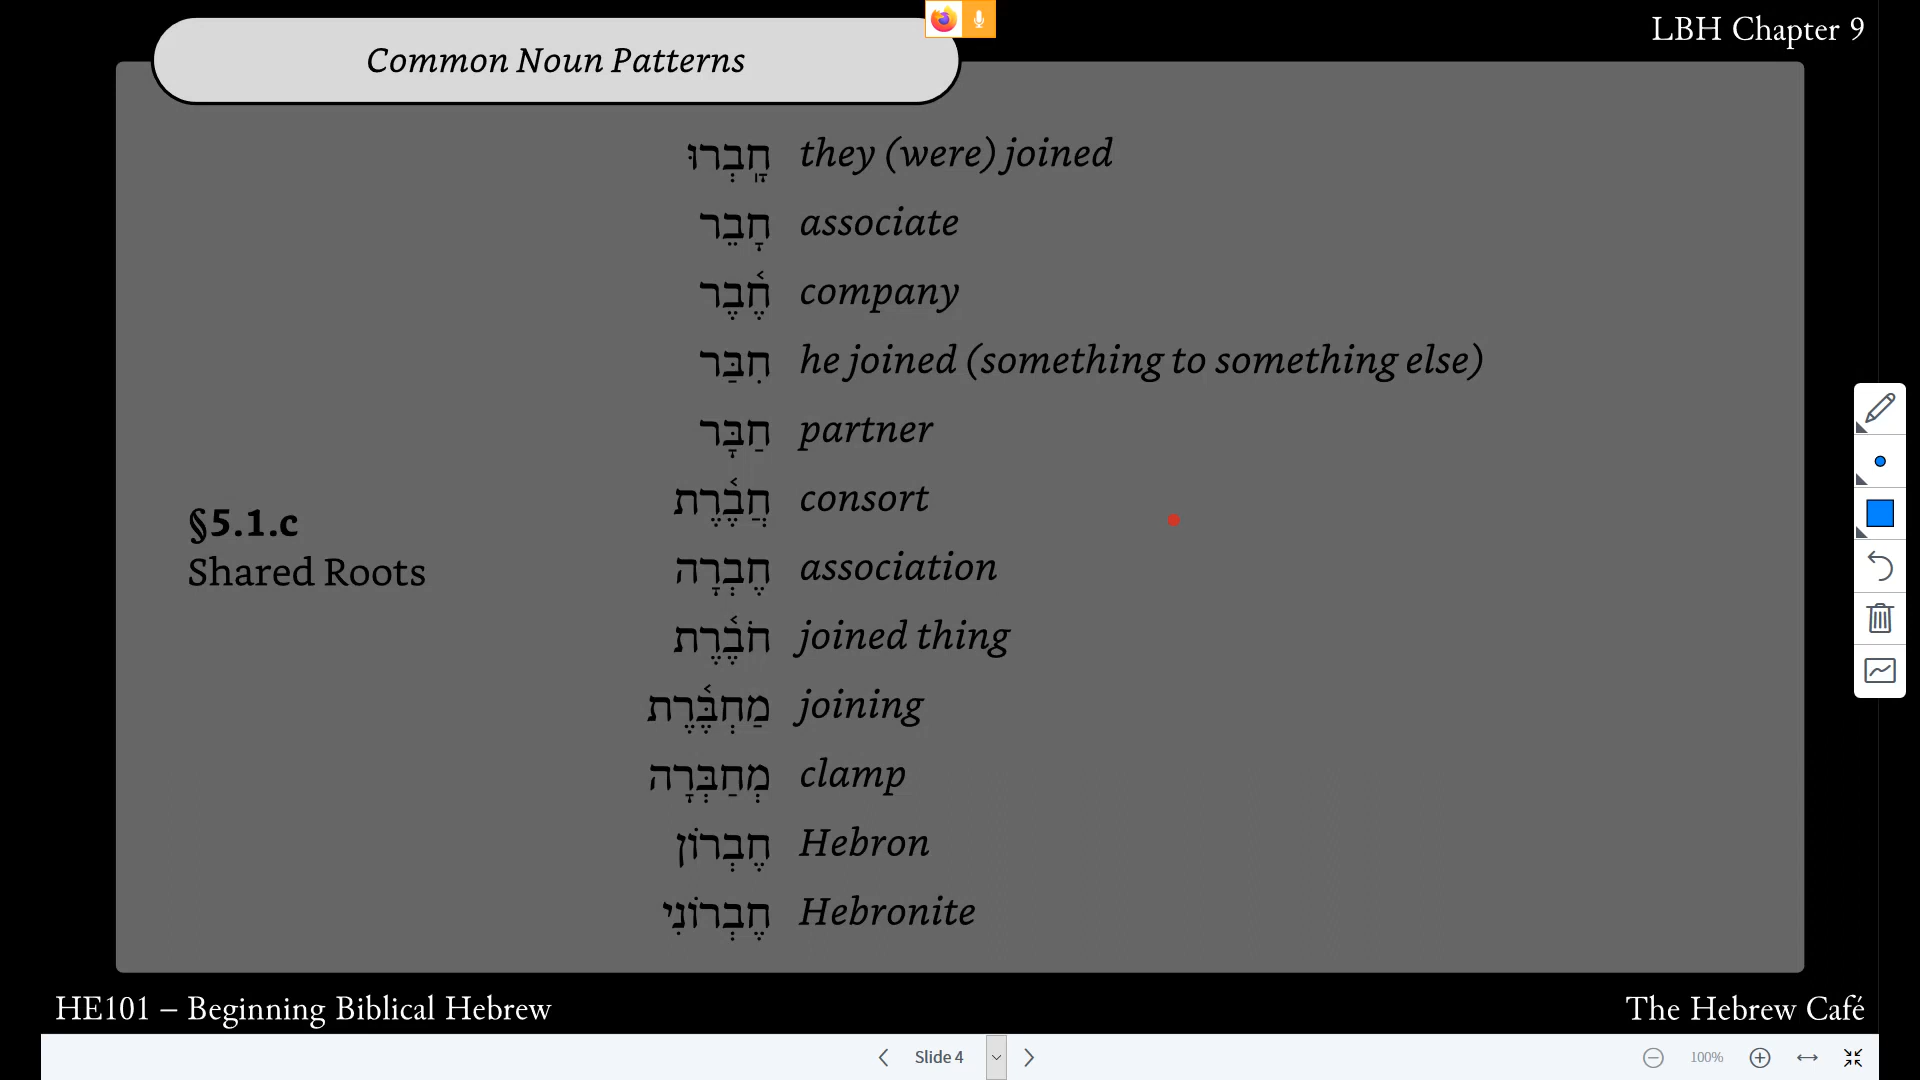 Common Noun Patterns
LBH Chapter 9
חָֽבְרוּ they (were) joined
חָבֵר associate
חֶ֫בֶר company
חִבַּר he joined (something to something else)
חַבָּר partner
חֲבֶ֫רֶת consort
§5.1.c
Shared Roots
חֶבְרָה association
חֹבֶ֫רֶת joined thing
מַחְבֶּ֫רֶת joining
מְחַבְּרָה clamp
חֶבְרוֹן Hebron
חֶבְרוֹנִי Hebronite
HE101 – Beginning Biblical Hebrew
The Hebrew Café
Slide 4
100%